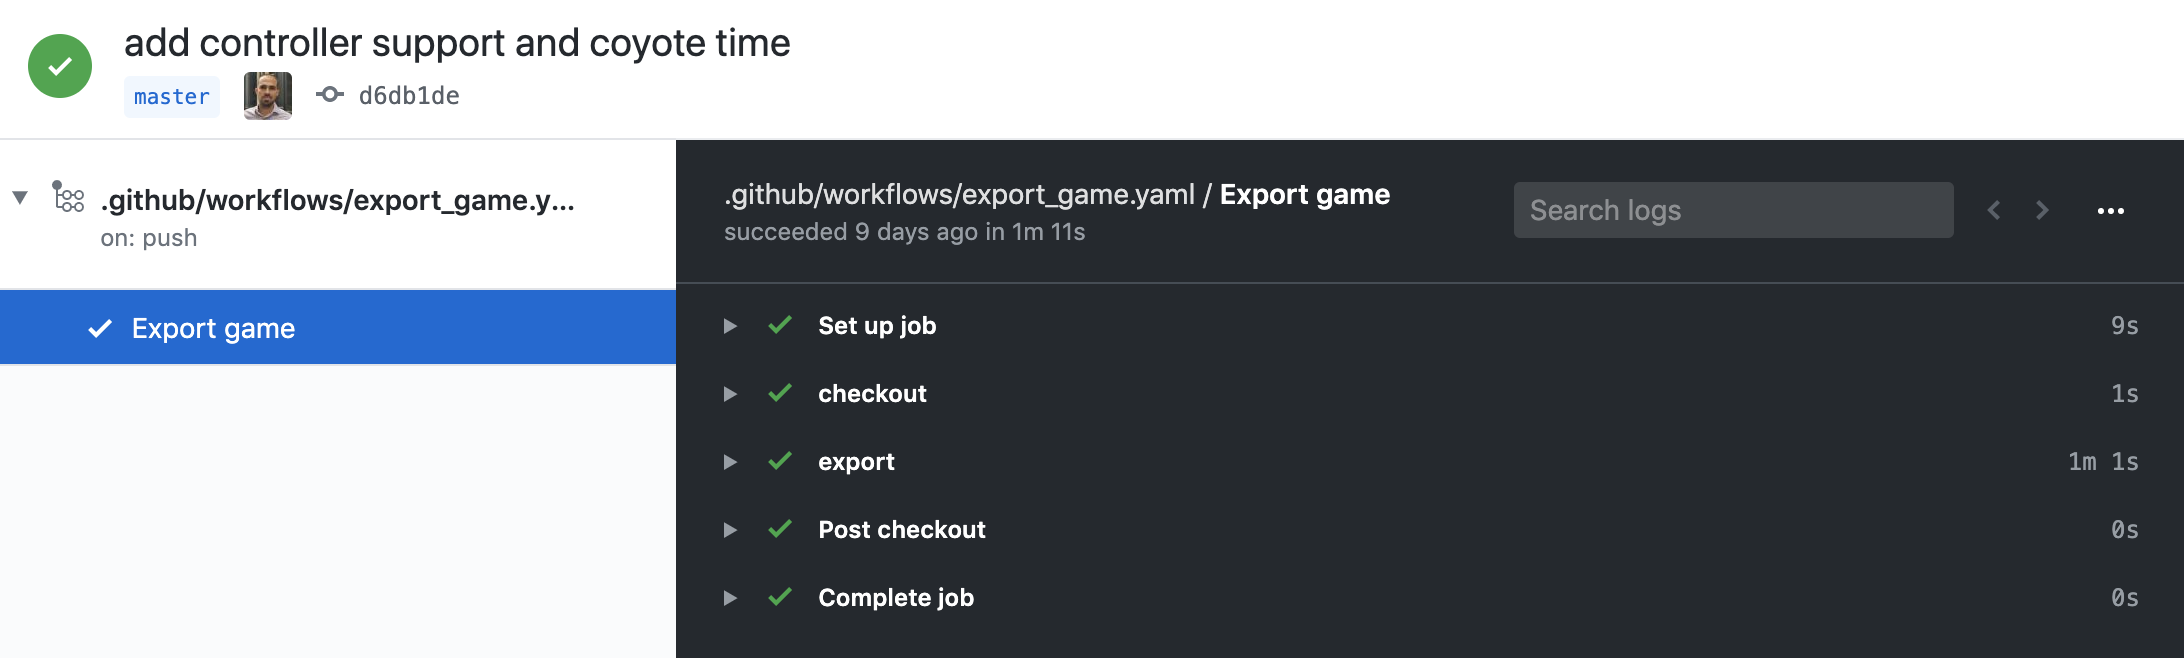 add controller support and coyote time
master d6db1de
.github/workflows/export_game.y...
on: push
Export game
.github/workflows/export_game.yaml / Export game
succeeded 9 days ago in 1m 11s
Search logs
Set up job 9s
checkout 1s
export 1m 1s
Post checkout 0s
Complete job 0s